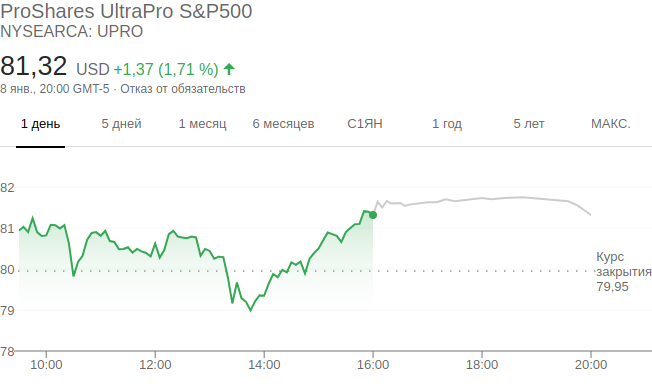 ProShares UltraPro S&P500
NYSEARCA: UPRO
81,32 USD +1,37 (1,71 %)
8 янв., 20:00 GMT-5 · Отказ от обязательств
1 день 5 дней 1 месяц 6 месяцев С1ЯН 1 год 5 лет МАКС.
82
81
80
79
78
Курс
закрытия
79,95
10:00 12:00 14:00 16:00 18:00 20:00